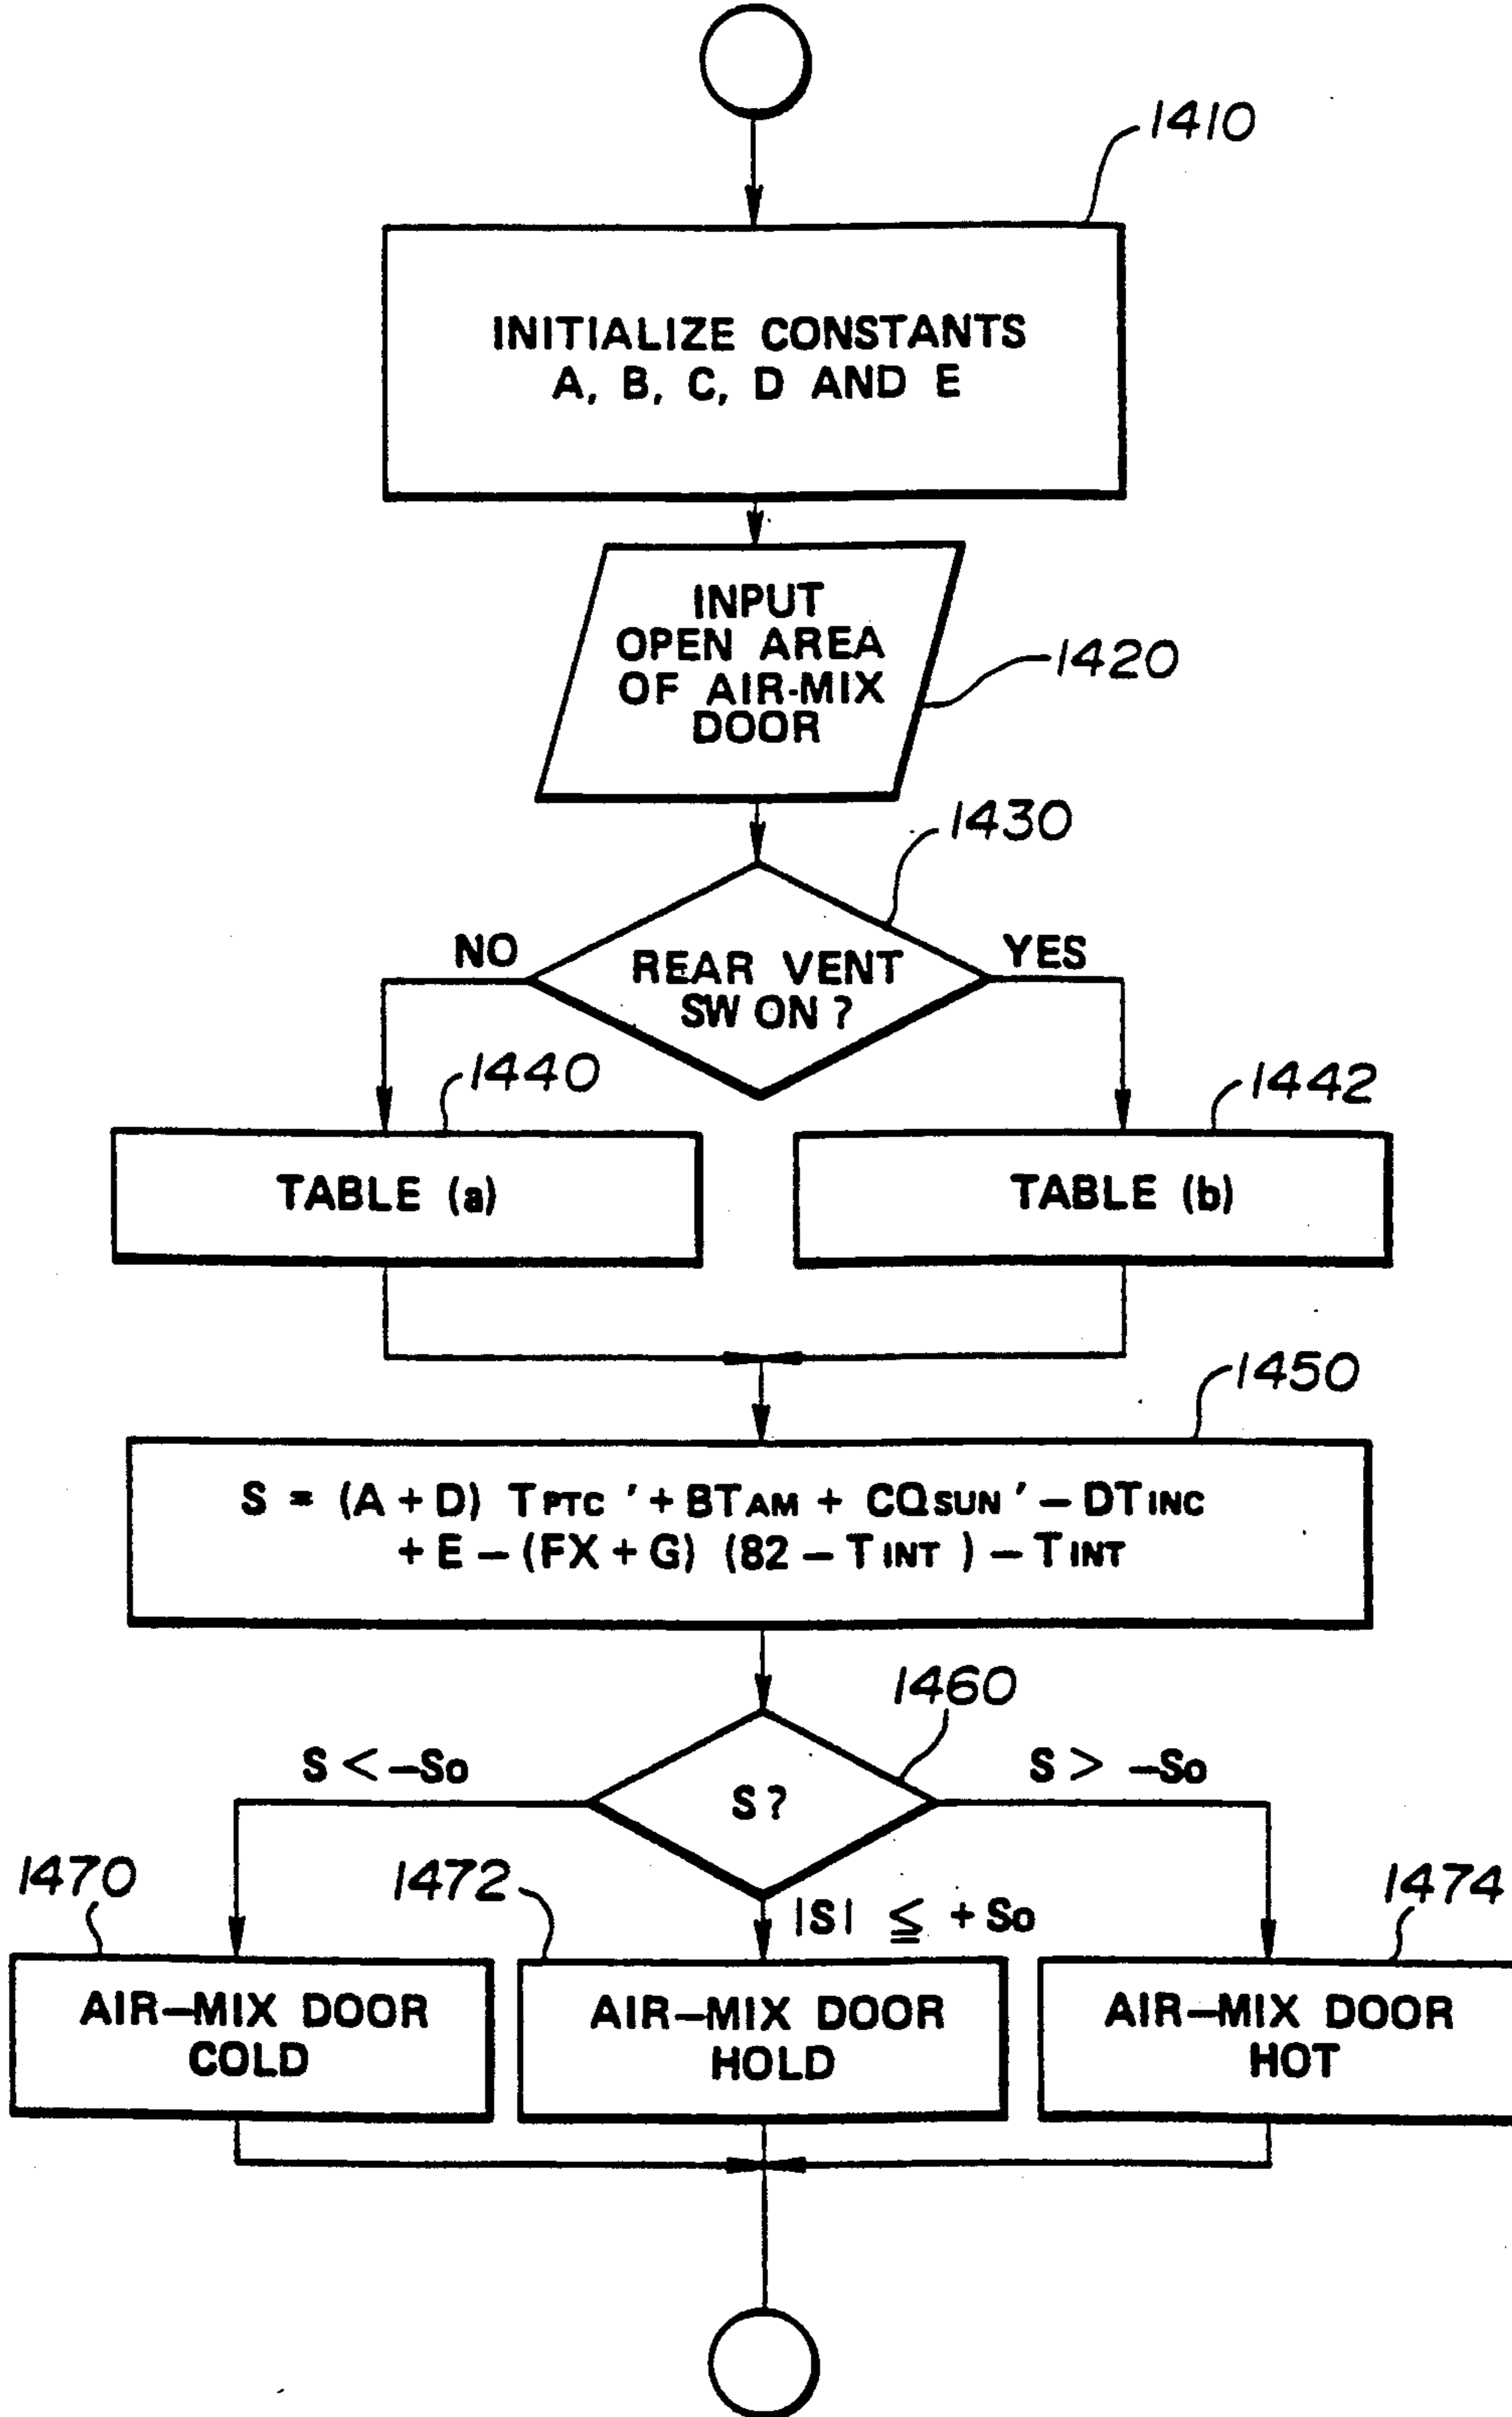 1410
INITIALIZE CONSTANTS
A, B, C, D AND E
INPUT
OPEN AREA
OF AIR-MIX
DOOR
1420
1430
NO
YES
REAR VENT
SW ON ?
1440
1442
TABLE (a)
TABLE (b)
1450
S = (A + D) TPTC ' + BTAM + CQSUN ' – DTINC
+ E – (FX + G) (82 – TINT ) – TINT
1460
S < –So
S > –So
S ?
1470
1472
|S| ≦ + So
1474
AIR–MIX DOOR
COLD
AIR–MIX DOOR
HOLD
AIR–MIX DOOR
HOT